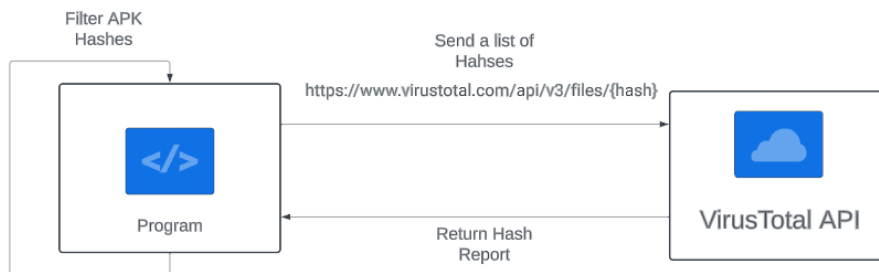 Filter APK
Hashes
Send a list of
Hahses
https://www.virustotal.com/api/v3/files/{hash}
</>
Program
VirusTotal API
Return Hash
Report